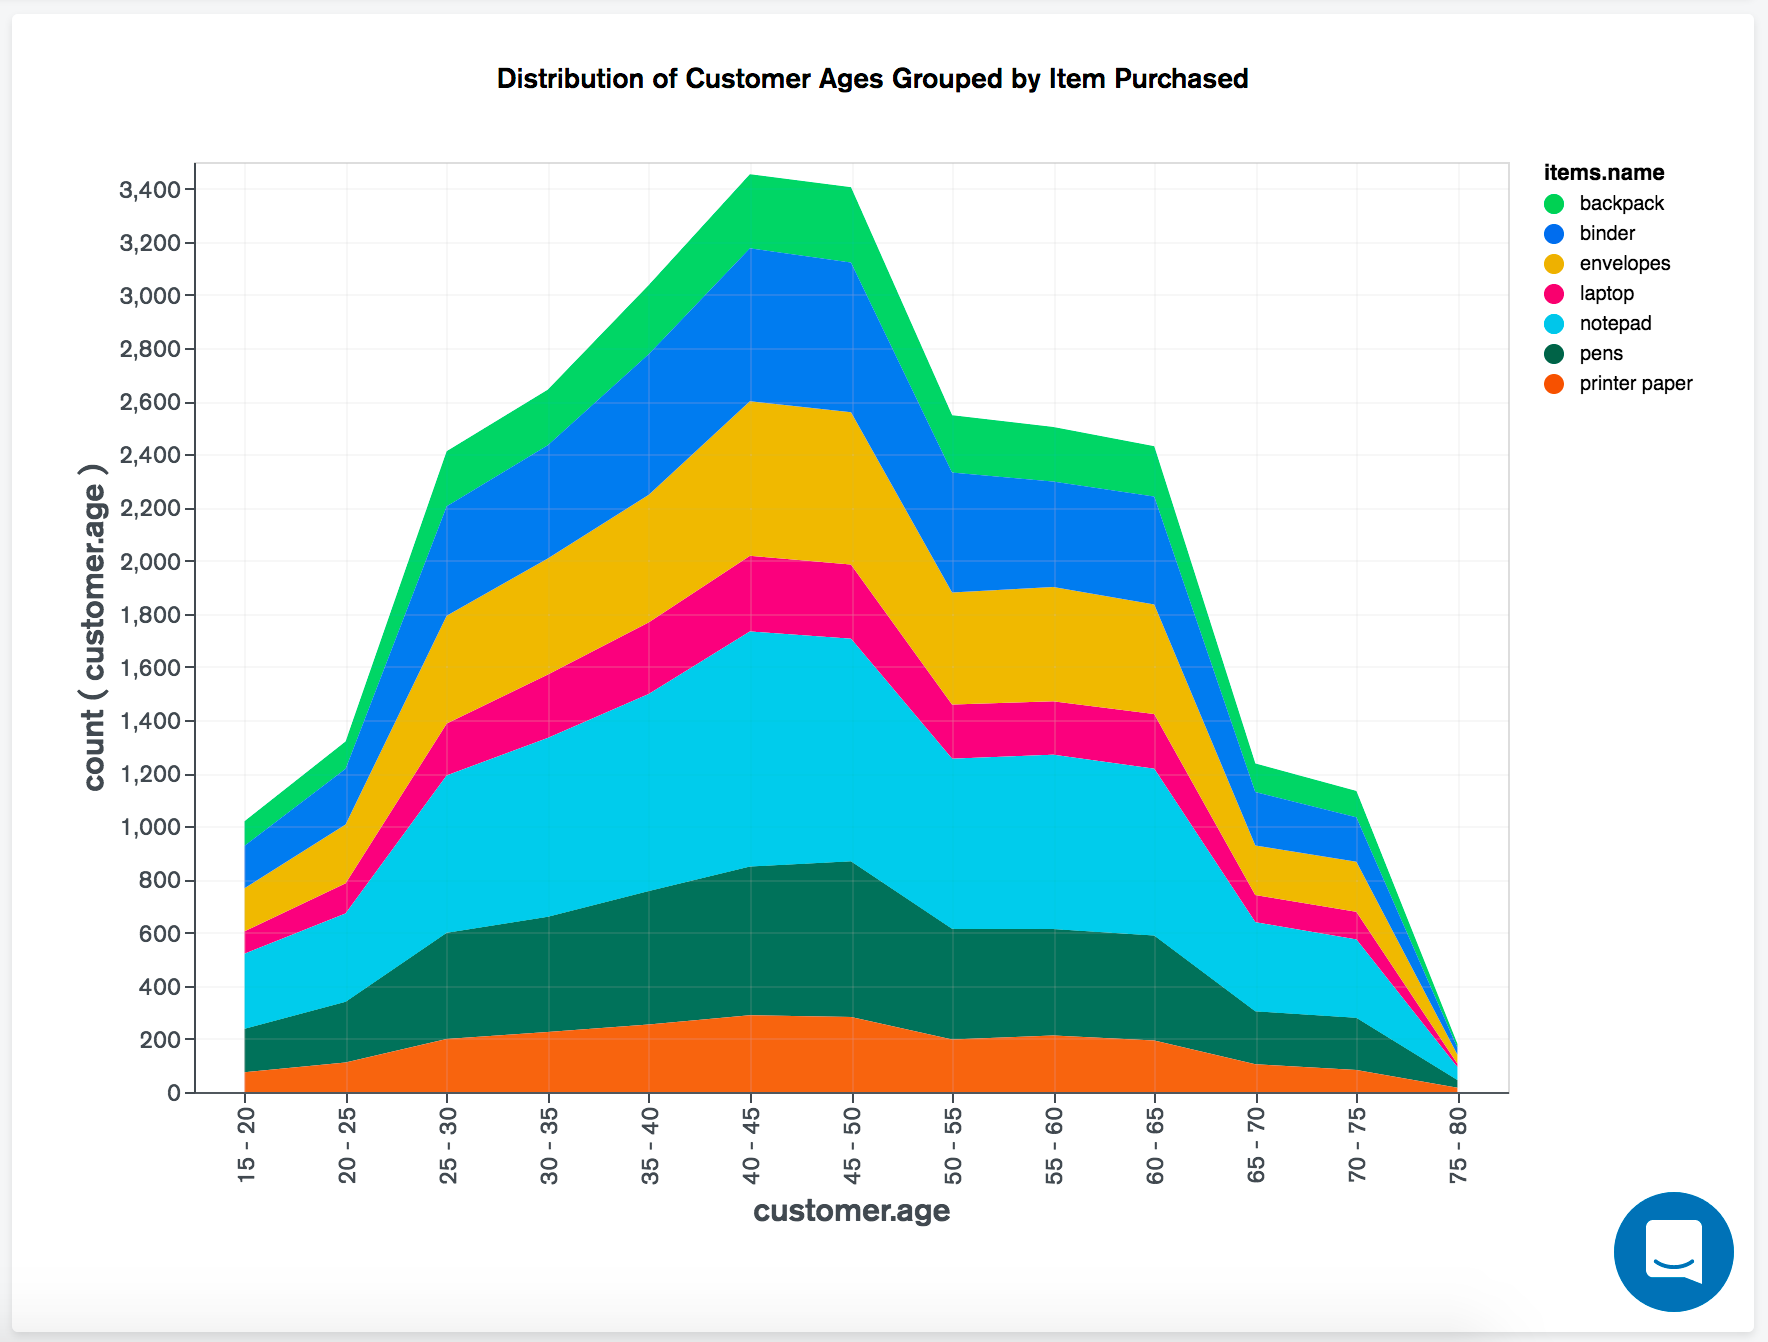 Distribution of Customer Ages Grouped by Item Purchased
items.name
backpack
binder
envelopes
laptop
notepad
pens
printer paper
count ( customer.age )
3,400
3,200
3,000
2,800
2,600
2,400
2,200
2,000
1,800
1,600
1,400
1,200
1,000
800
600
400
200
0
15 - 20
20 - 25
25 - 30
30 - 35
35 - 40
40 - 45
45 - 50
50 - 55
55 - 60
60 - 65
65 - 70
70 - 75
75 - 80
customer.age